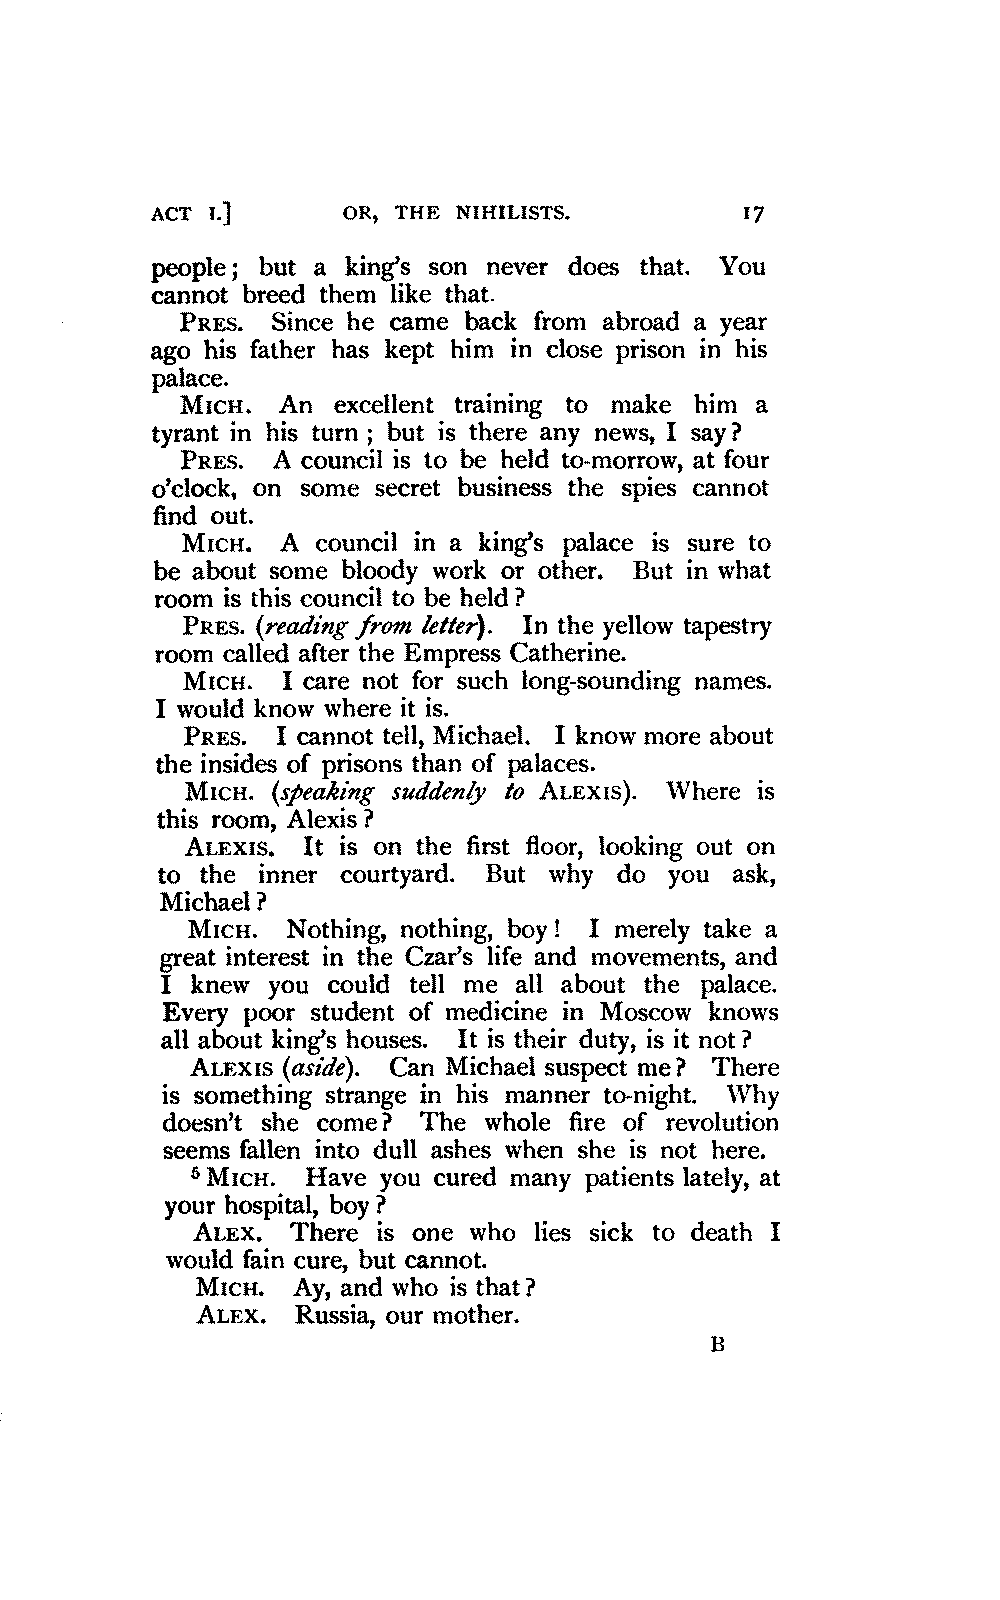 ACT I.] OR, THE NIHILISTS. 17
people; but a king's son never does that. You
cannot breed them like that.
PRES. Since he came back from abroad a year
ago his father has kept him in close prison in his
palace.
MICH. An excellent training to make him a
tyrant in his turn; but is there any news, I say?
PRES. A council is to be held to-morrow, at four
o'clock, on some secret business the spies cannot
find out.
MICH. A council in a king's palace is sure to
be about some bloody work or other. But in what
room is this council to be held?
PRES. (reading from letter). In the yellow tapestry
room called after the Empress Catherine.
MICH. I care not for such long-sounding names.
I would know where it is.
PRES. I cannot tell, Michael. I know more about
the insides of prisons than of palaces.
MICH. (speaking suddenly to ALEXIS). Where is
this room, Alexis?
ALEXIS. It is on the first floor, looking out on
to the inner courtyard. But why do you ask,
Michael?
MICH. Nothing, nothing, boy! I merely take a
great interest in the Czar's life and movements, and
I knew you could tell me all about the palace.
Every poor student of medicine in Moscow knows
all about king's houses. It is their duty, is it not?
ALEXIS (aside). Can Michael suspect me? There
is something strange in his manner to-night. Why
doesn't she come? The whole fire of revolution
seems fallen into dull ashes when she is not here.
⁵ MICH. Have you cured many patients lately, at
your hospital, boy?
ALEX. There is one who lies sick to death I
would fain cure, but cannot.
MICH. Ay, and who is that?
ALEX. Russia, our mother.
B